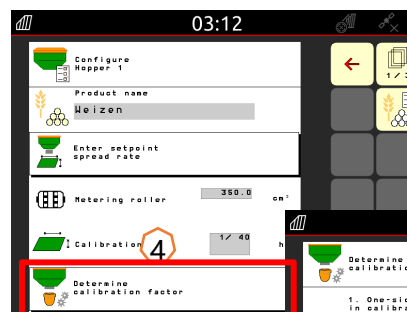 03:12
Configure
Hopper 1
Product name
Weizen
Enter setpoint
spread rate
Metering roller 350.0 cm³
Calibration 1/ 40 h
4
Determine
calibration factor
1/3
Determine
calibratio
1. One-sid
in calibra